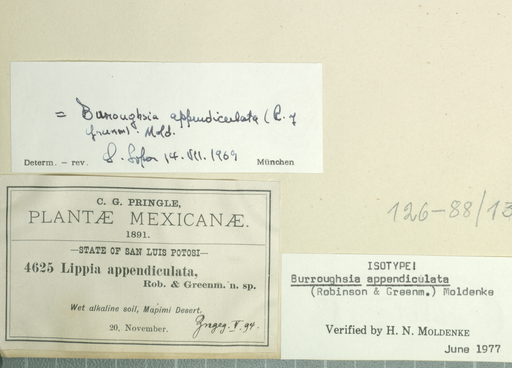 = Burroughsia appendiculata (R. &
Greenm). Mold.
Determ. – rev. 14.VII.1969 München
C. G. PRINGLE,
PLANTÆ MEXICANÆ.
1891.
—STATE OF SAN LUIS POTOSI—
4625 Lippia appendiculata,
Rob. & Greenm. n. sp.
Wet alkaline soil, Mapimi Desert.
20. November.
126-88/13
ISOTYPE!
Burroughsia appendiculata
(Robinson & Greenm.) Moldenke
Verified by H. N. MOLDENKE
June 1977